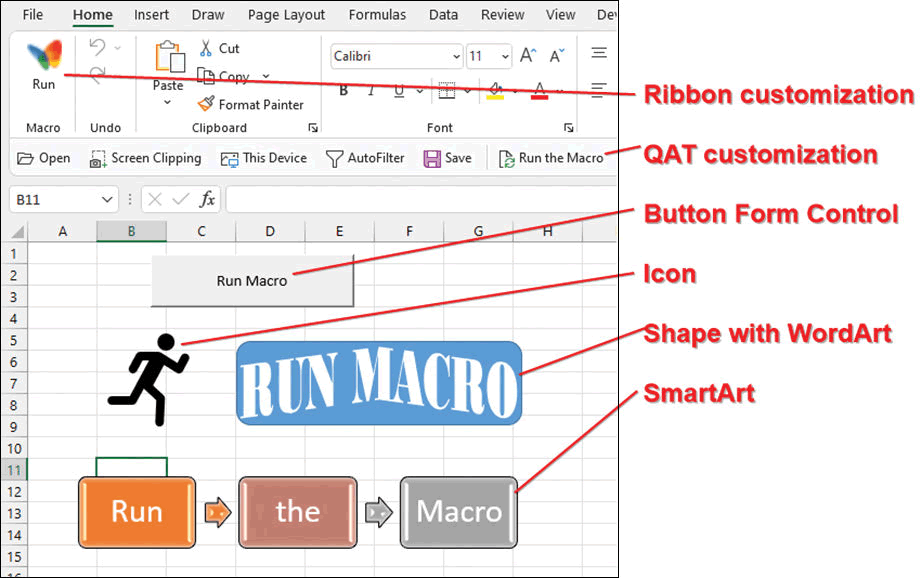 File Home Insert Draw Page Layout Formulas Data Review View De
Run
Macro
Undo
Paste
Cut
Copy
Format Painter
Clipboard
Calibri 11 A A
B I U A
Font
Ribbon customization
Open Screen Clipping This Device AutoFilter Save Run the Macro
QAT customization
B11 fx
Button Form Control
A B C D E F G H
1
2
3
4
5
6
7
8
9
10
11
12
13
14
15
16
Run Macro
Icon
RUN MACRO
Shape with WordArt
SmartArt
Run the Macro